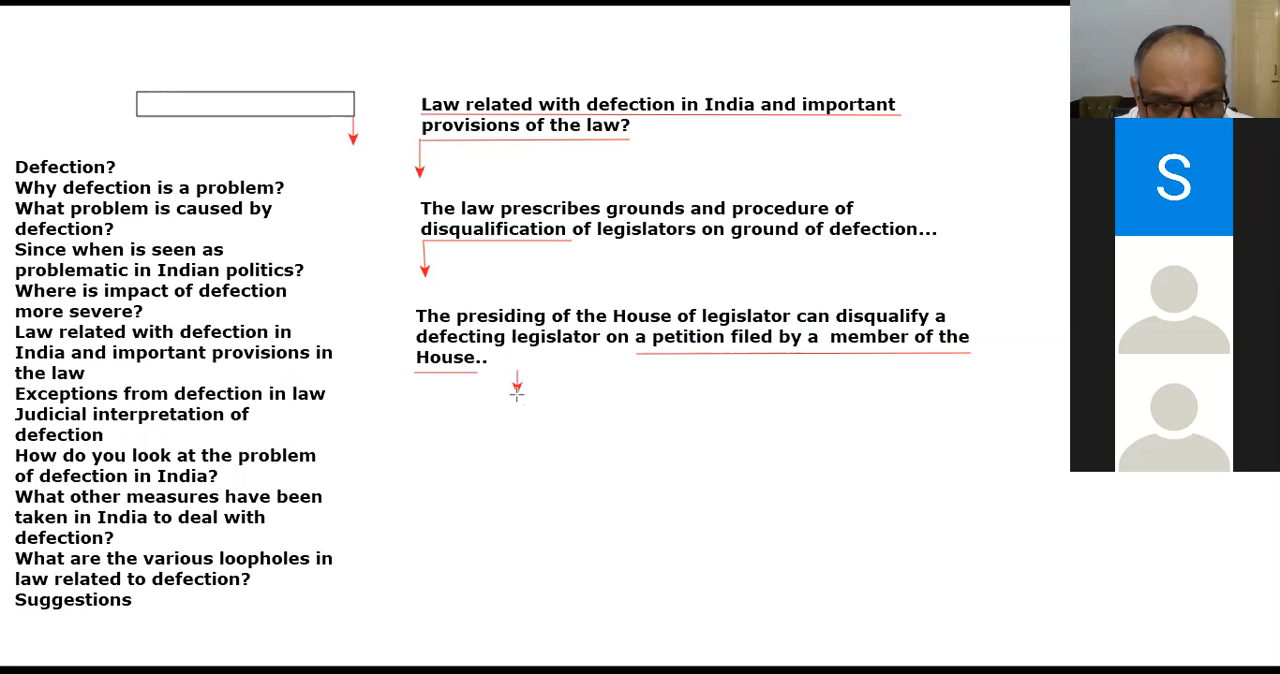 Defection?
Why defection is a problem?
What problem is caused by
defection?
Since when is seen as
problematic in Indian politics?
Where is impact of defection
more severe?
Law related with defection in
India and important provisions in
the law
Exceptions from defection in law
Judicial interpretation of
defection
How do you look at the problem
of defection in India?
What other measures have been
taken in India to deal with
defection?
What are the various loopholes in
law related to defection?
Suggestions
Law related with defection in India and important
provisions of the law?
The law prescribes grounds and procedure of
disqualification of legislators on ground of defection...
The presiding of the House of legislator can disqualify a
defecting legislator on a petition filed by a  member of the
House..
S